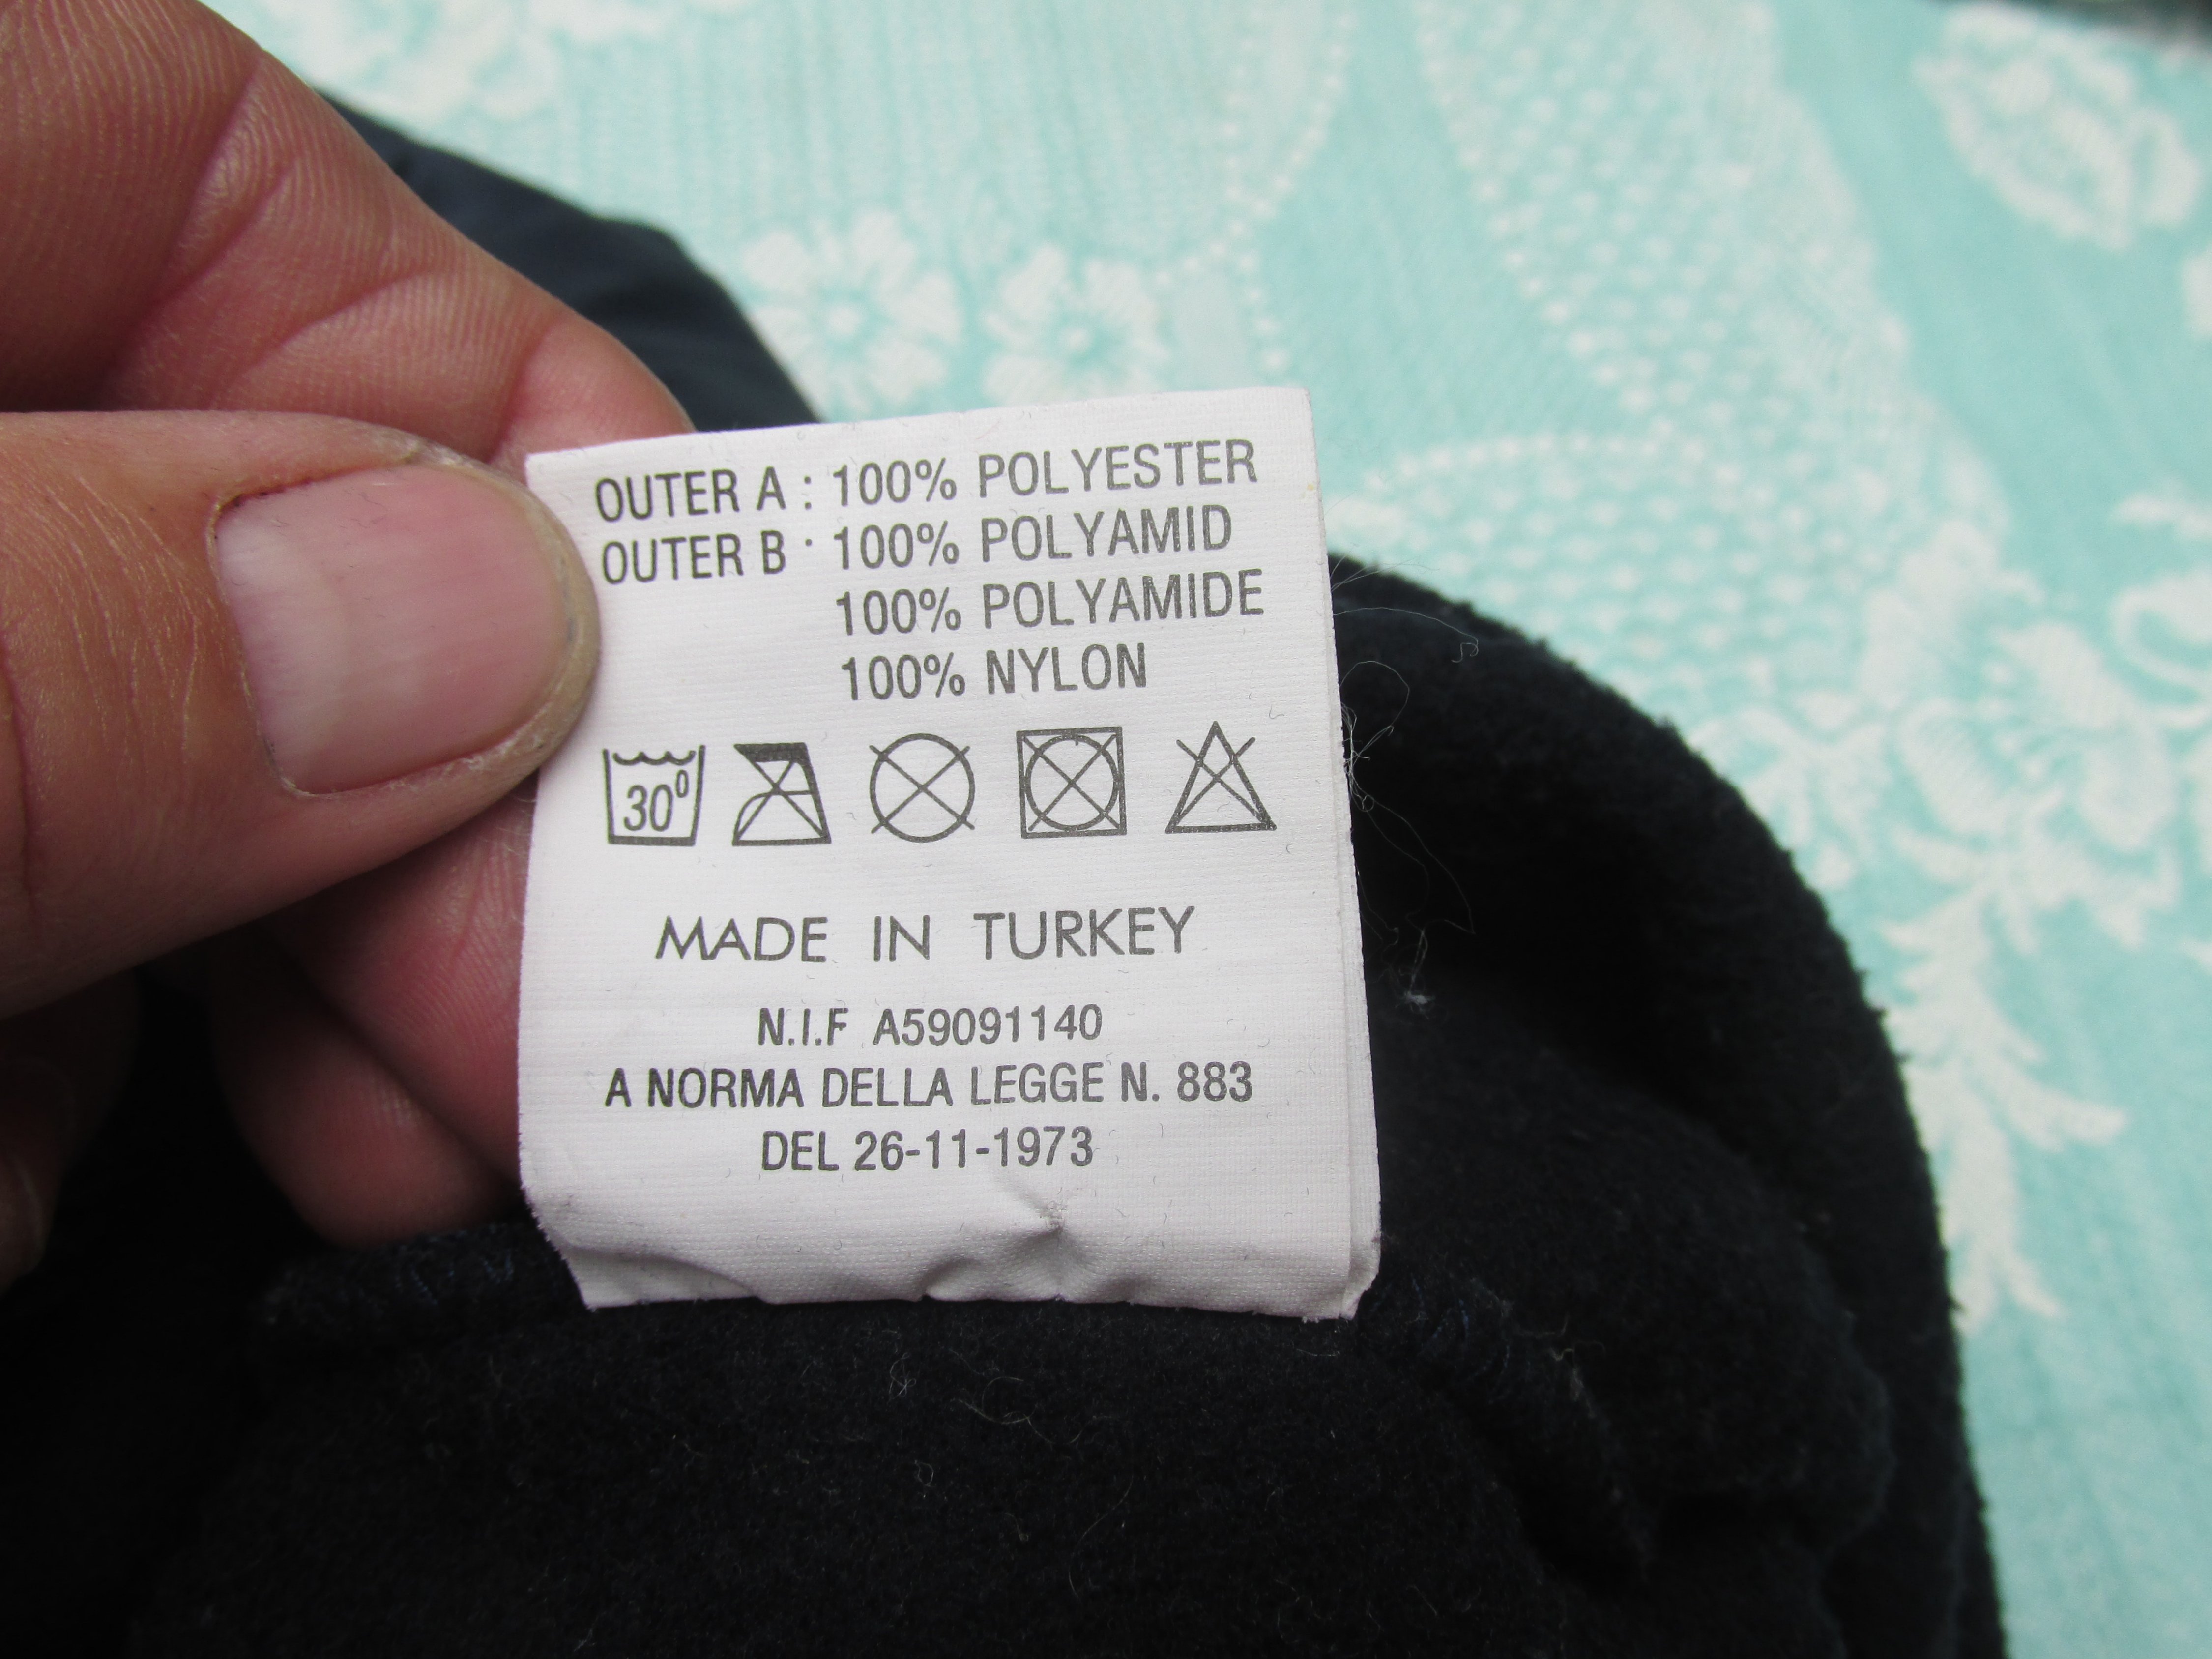 OUTER A : 100% POLYESTER
OUTER B · 100% POLYAMID
100% POLYAMIDE
100% NYLON
30⁰
MADE IN TURKEY
N.I.F A59091140
A NORMA DELLA LEGGE N. 883
DEL 26-11-1973